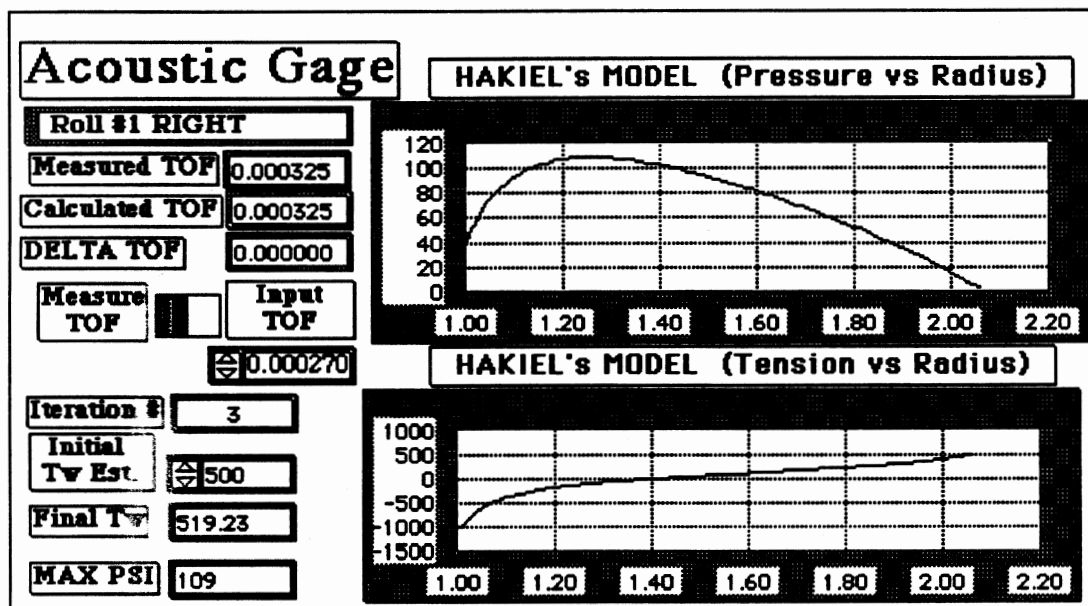 Acoustic Gage
Roll #1 RIGHT
Measured TOF 0.000325
Calculated TOF 0.000325
DELTA TOF 0.000000
Measure TOF
Input TOF
0.000270
Iteration # 3
Initial Tw Est. 500
Final Tw 519.23
MAX PSI 109
HAKIEL's MODEL (Pressure vs Radius)
120
100
80
60
40
20
0
1.00 1.20 1.40 1.60 1.80 2.00 2.20
HAKIEL's MODEL (Tension vs Radius)
1000
500
0
-500
-1000
-1500
1.00 1.20 1.40 1.60 1.80 2.00 2.20